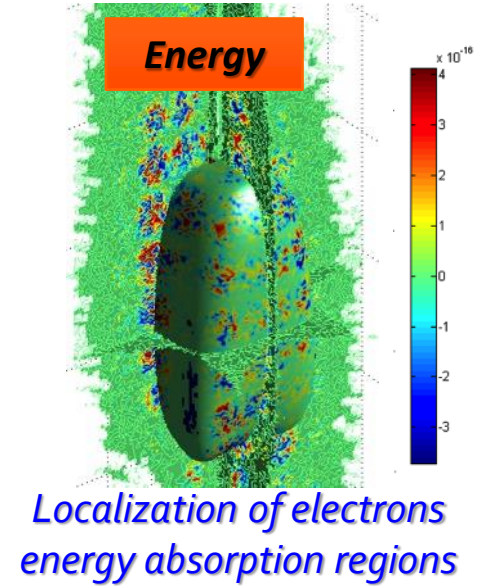 Energy
x 10^-16
4
3
2
1
0
-1
-2
-3
Localization of electrons
energy absorption regions